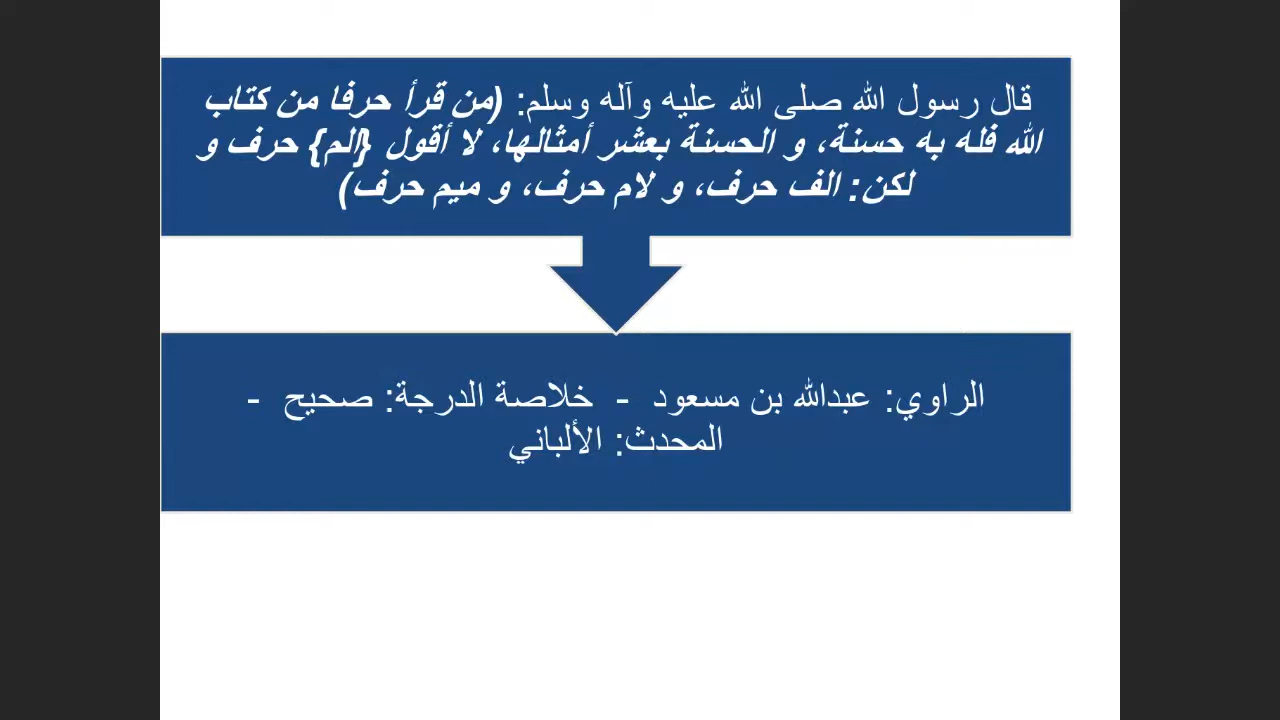 قال رسول الله صلى الله عليه وآله وسلم: (من قرأ حرفا من كتاب
الله فله به حسنة، و الحسنة بعشر أمثالها، لا أقول {الم} حرف و
لكن: الف حرف، و لام حرف، و ميم حرف)
الراوي: عبدالله بن مسعود - خلاصة الدرجة: صحيح -
المحدث: الألباني